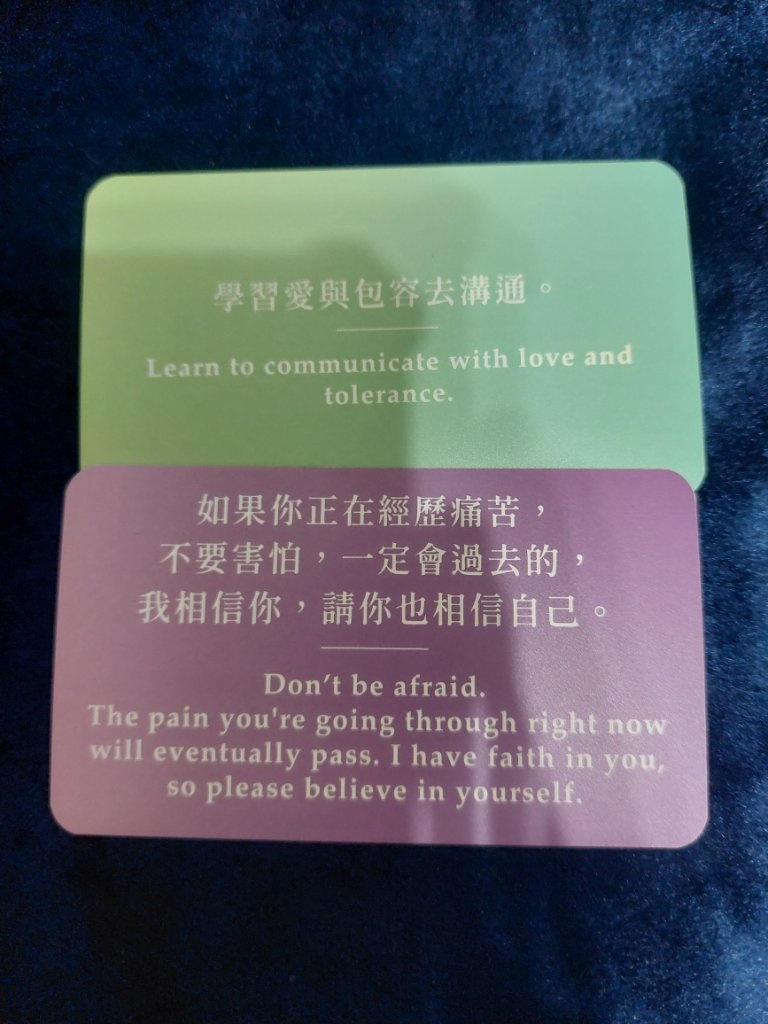 學習愛與包容去溝通。
Learn to communicate with love and
tolerance.
如果你正在經歷痛苦，
不要害怕，一定會過去的，
我相信你，請你也相信自己。
Don’t be afraid.
The pain you're going through right now
will eventually pass. I have faith in you,
so please believe in yourself.